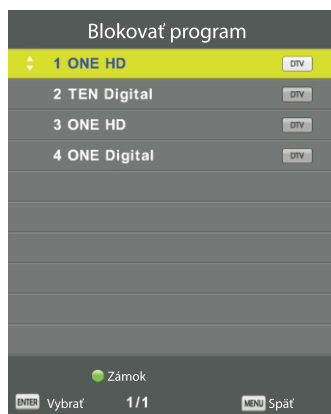 Blokovať program
1 ONE HD DTV
2 TEN Digital DTV
3 ONE HD DTV
4 ONE Digital DTV
Zámok
ENTER Vybrať 1/1 MENU Späť